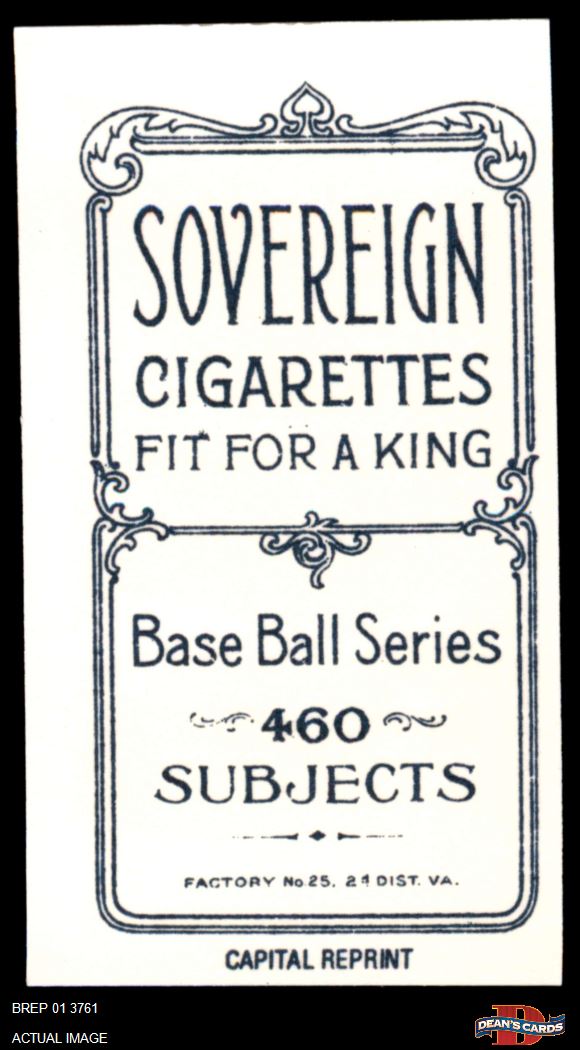 SOVEREIGN
CIGARETTES
FIT FOR A KING
Base Ball Series
460
SUBJECTS
FACTORY No 25. 2d DIST. VA.
CAPITAL REPRINT
BREP 01 3761
ACTUAL IMAGE
D
DEAN'S CARDS